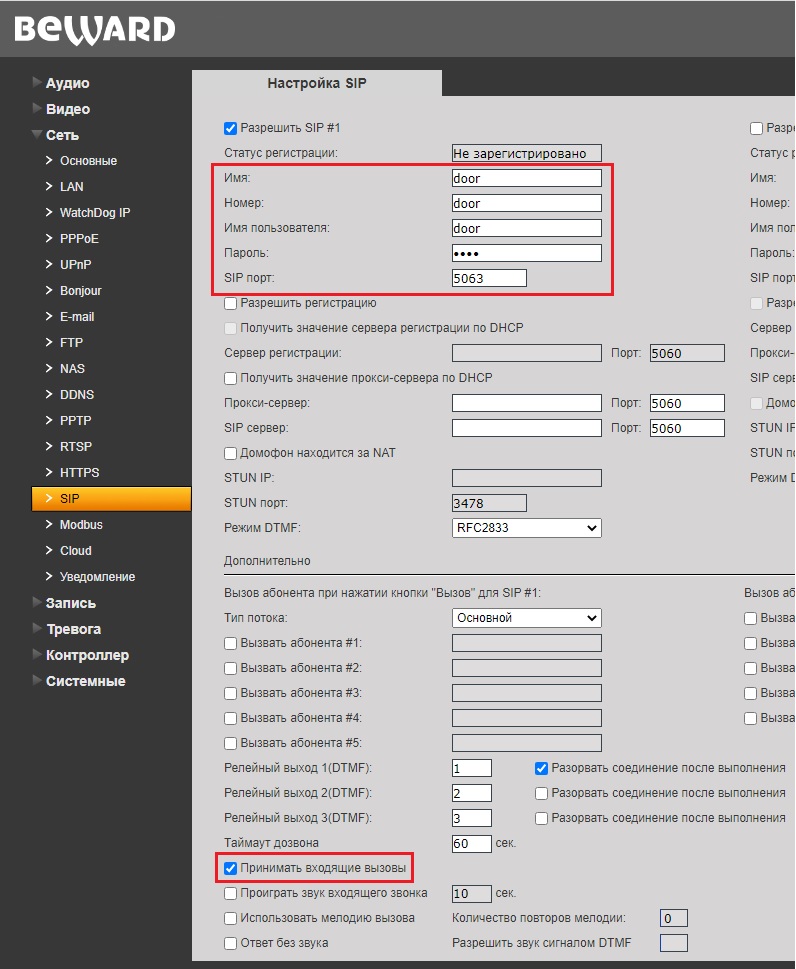 BEWARD
Аудио
Видео
Сеть
Основные
LAN
WatchDog IP
PPPoE
UPnP
Bonjour
E-mail
FTP
NAS
DDNS
PPTP
RTSP
HTTPS
SIP
Modbus
Cloud
Уведомление
Запись
Тревога
Контроллер
Системные
Настройка SIP
Разрешить SIP #1
Статус регистрации: Не зарегистрировано
Имя: door
Номер: door
Имя пользователя: door
Пароль: ••••
SIP порт: 5063
Разрешить регистрацию
Получить значение сервера регистрации по DHCP
Сервер регистрации: Порт: 5060
Получить значение прокси-сервера по DHCP
Прокси-сервер: Порт: 5060
SIP сервер: Порт: 5060
Домофон находится за NAT
STUN IP:
STUN порт: 3478
Режим DTMF: RFC2833
Дополнительно
Вызов абонента при нажатии кнопки "Вызов" для SIP #1:
Тип потока: Основной
Вызвать абонента #1:
Вызвать абонента #2:
Вызвать абонента #3:
Вызвать абонента #4:
Вызвать абонента #5:
Релейный выход 1(DTMF): 1 Разорвать соединение после выполнения
Релейный выход 2(DTMF): 2 Разорвать соединение после выполнения
Релейный выход 3(DTMF): 3 Разорвать соединение после выполнения
Таймаут дозвона 60 сек.
Принимать входящие вызовы
Проиграть звук входящего звонка 10 сек.
Использовать мелодию вызова Количество повторов мелодии: 0
Ответ без звука Разрешить звук сигналом DTMF
Разре
Статус р
Имя:
Номер:
Имя пол
Пароль:
SIP порт
Разре
Сервер
Прокси-
SIP серв
Домо
STUN IP
STUN по
Режим D
Вызов аб
Вызва
Вызва
Вызва
Вызва
Вызва